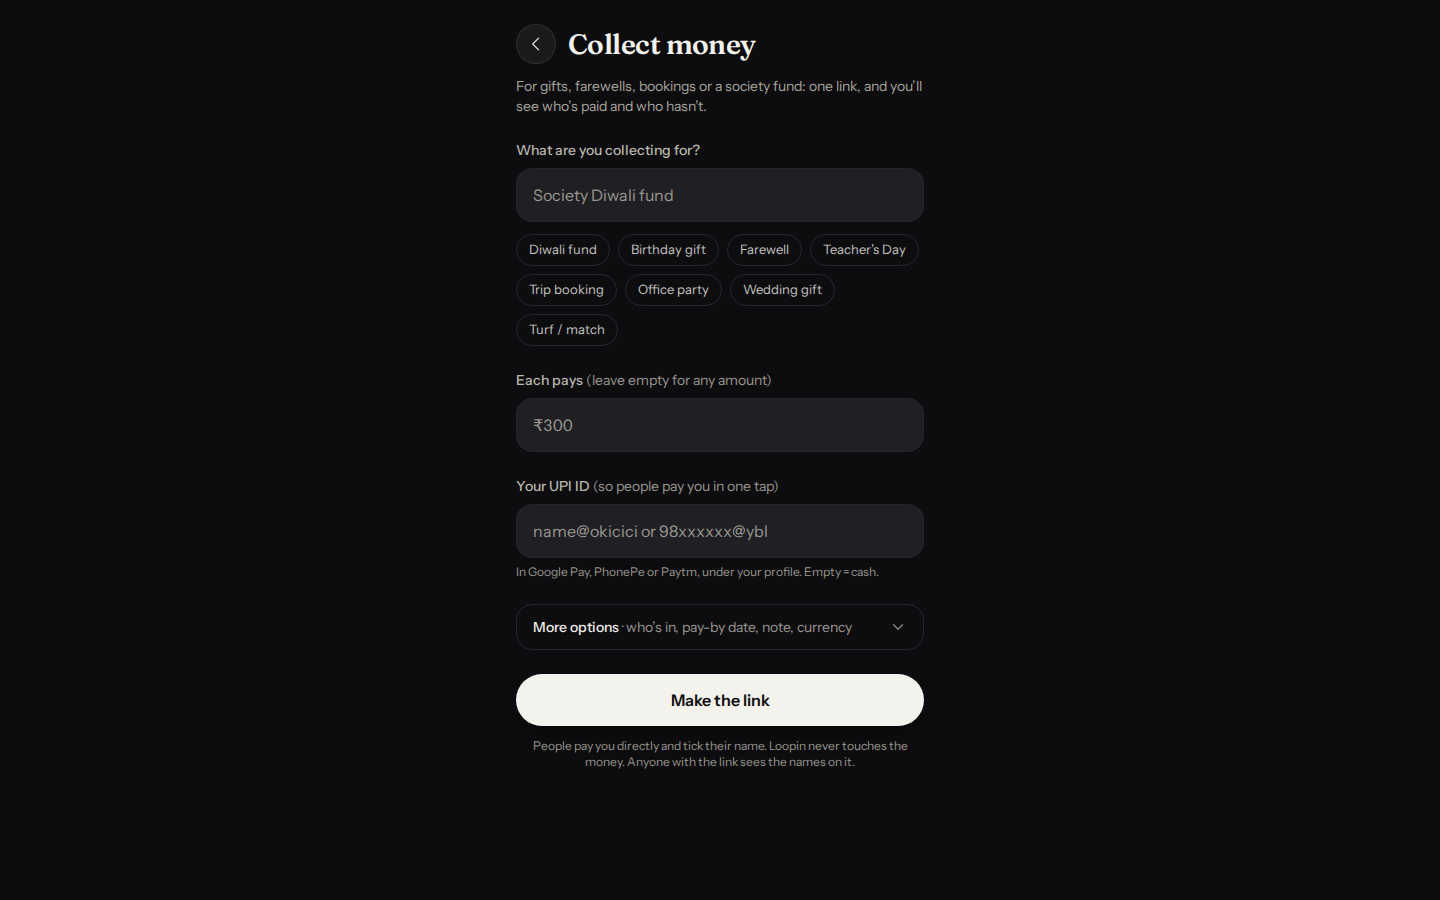 Collect money
For gifts, farewells, bookings or a society fund: one link, and you’ll
see who’s paid and who hasn’t.
What are you collecting for?
Society Diwali fund
Diwali fund
Birthday gift
Farewell
Teacher’s Day
Trip booking
Office party
Wedding gift
Turf / match
Each pays (leave empty for any amount)
₹300
Your UPI ID (so people pay you in one tap)
name@okicici or 98xxxxxx@ybl
In Google Pay, PhonePe or Paytm, under your profile. Empty = cash.
More options · who’s in, pay-by date, note, currency
Make the link
People pay you directly and tick their name. Loopin never touches the
money. Anyone with the link sees the names on it.